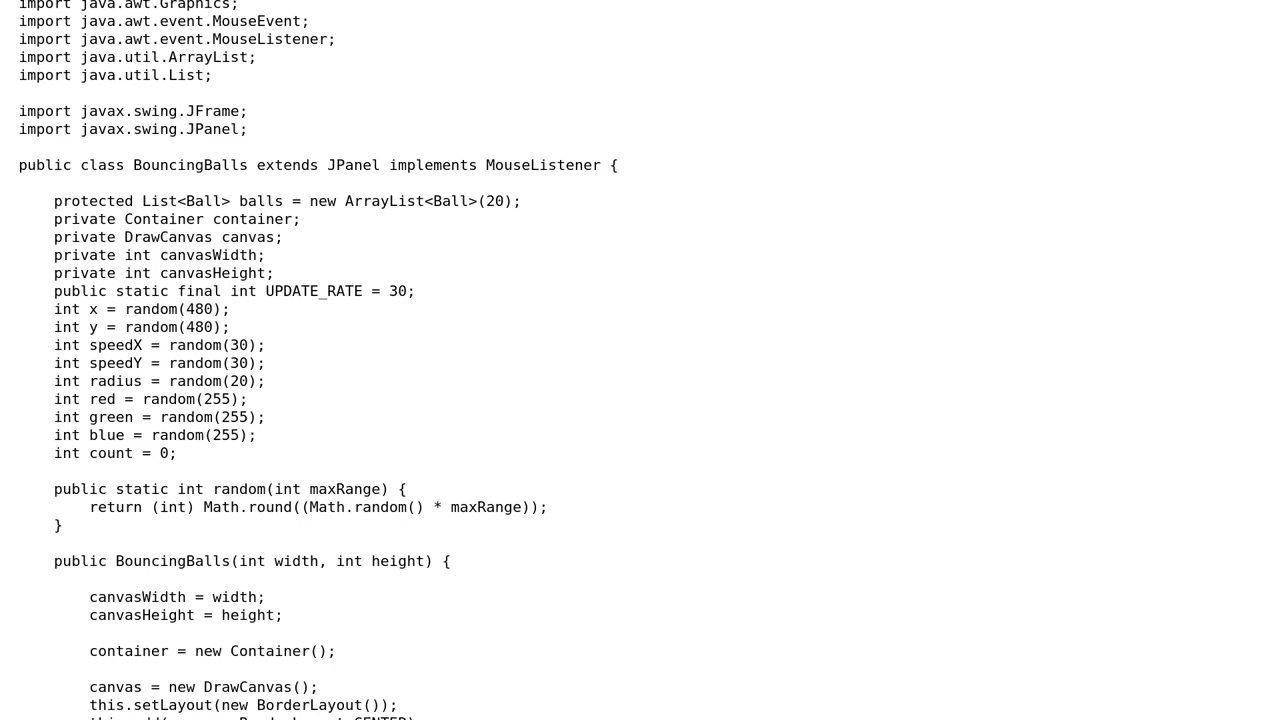 import java.awt.Graphics;
import java.awt.event.MouseEvent;
import java.awt.event.MouseListener;
import java.util.ArrayList;
import java.util.List;

import javax.swing.JFrame;
import javax.swing.JPanel;

public class BouncingBalls extends JPanel implements MouseListener {

    protected List<Ball> balls = new ArrayList<Ball>(20);
    private Container container;
    private DrawCanvas canvas;
    private int canvasWidth;
    private int canvasHeight;
    public static final int UPDATE_RATE = 30;
    int x = random(480);
    int y = random(480);
    int speedX = random(30);
    int speedY = random(30);
    int radius = random(20);
    int red = random(255);
    int green = random(255);
    int blue = random(255);
    int count = 0;

    public static int random(int maxRange) {
        return (int) Math.round((Math.random() * maxRange));
    }

    public BouncingBalls(int width, int height) {

        canvasWidth = width;
        canvasHeight = height;

        container = new Container();

        canvas = new DrawCanvas();
        this.setLayout(new BorderLayout());